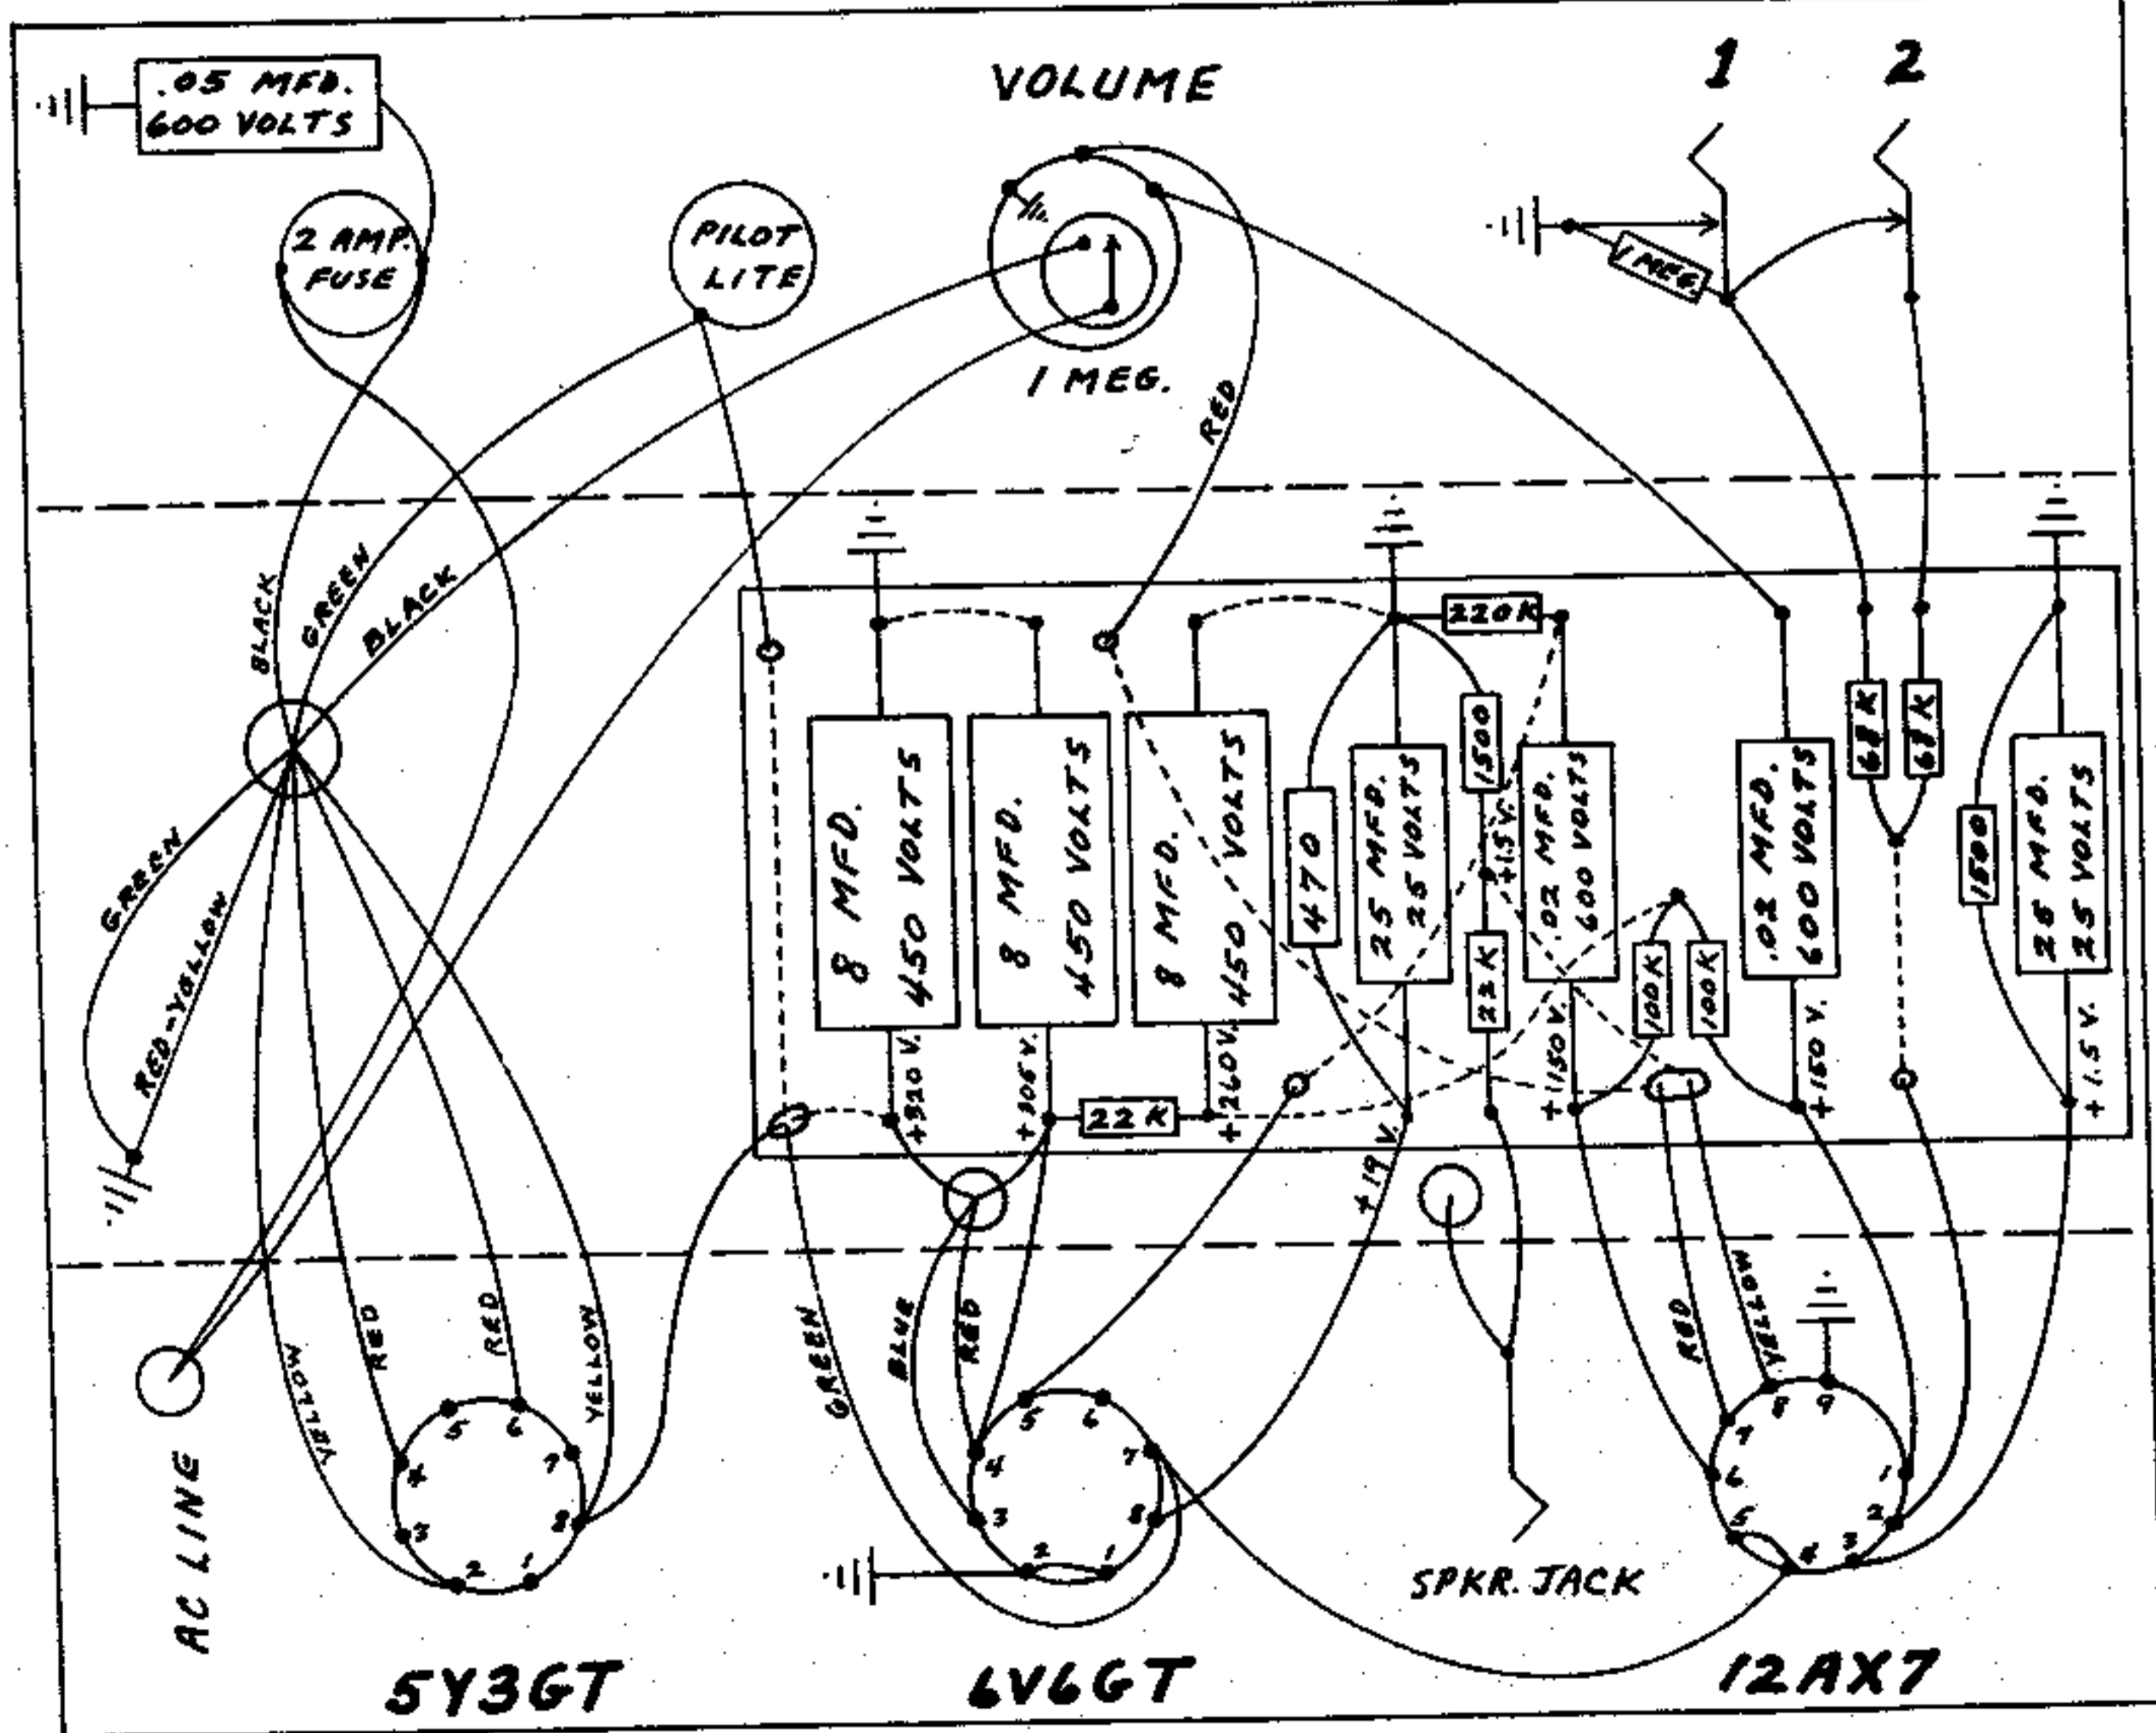 .05 MFD.
600 VOLTS
VOLUME
1
2
2 AMP.
FUSE
PILOT
LITE
1 MEG.
1 MEG.
RED
BLACK
GREEN
BLACK
220K
1500
68K
68K
8 MFD.
450 VOLTS
8 MFD.
450 VOLTS
8 MFD.
450 VOLTS
470
25 MFD.
25 VOLTS
+1.5V.
.02 MFD.
600 VOLTS
.02 MFD.
600 VOLTS
1500
25 MFD.
25 VOLTS
GREEN
RED-YELLOW
22K
100K
100K
+320 V.
+305 V.
22K
+260 V.
+19 V.
+150 V.
+150 V.
+1.5 V.
YELLOW
RED
RED
YELLOW
GREEN
BLUE
RED
RED
YELLOW
5
6
4
7
3
8
2
1
5
6
4
7
3
8
2
1
8
9
7
6
1
5
2
4
3
AC LINE
SPKR. JACK
5Y3GT
6V6GT
12AX7